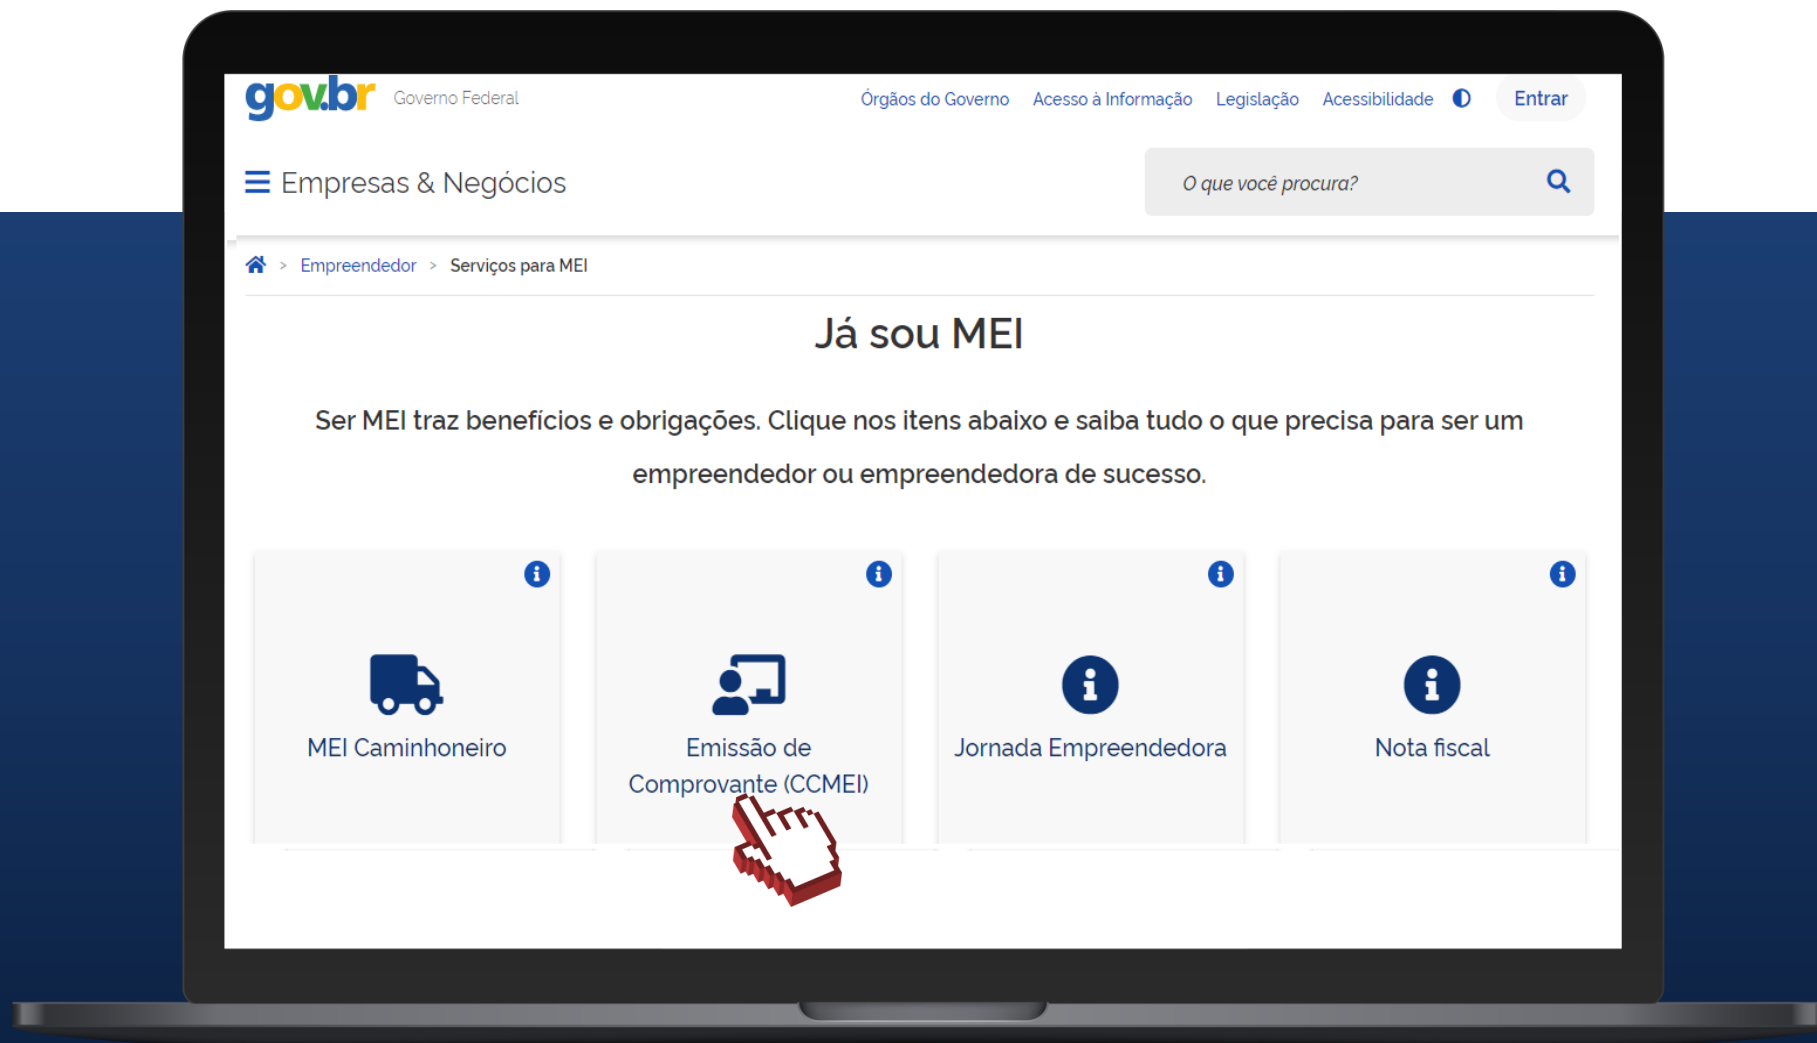 gov.br Governo Federal Órgãos do Governo Acesso à Informação Legislação Acessibilidade Entrar
Empresas & Negócios O que você procura?
> Empreendedor > Serviços para MEI
Já sou MEI
Ser MEI traz benefícios e obrigações. Clique nos itens abaixo e saiba tudo o que precisa para ser um
empreendedor ou empreendedora de sucesso.
MEI Caminhoneiro
Emissão de
Comprovante (CCMEI)
Jornada Empreendedora
Nota fiscal